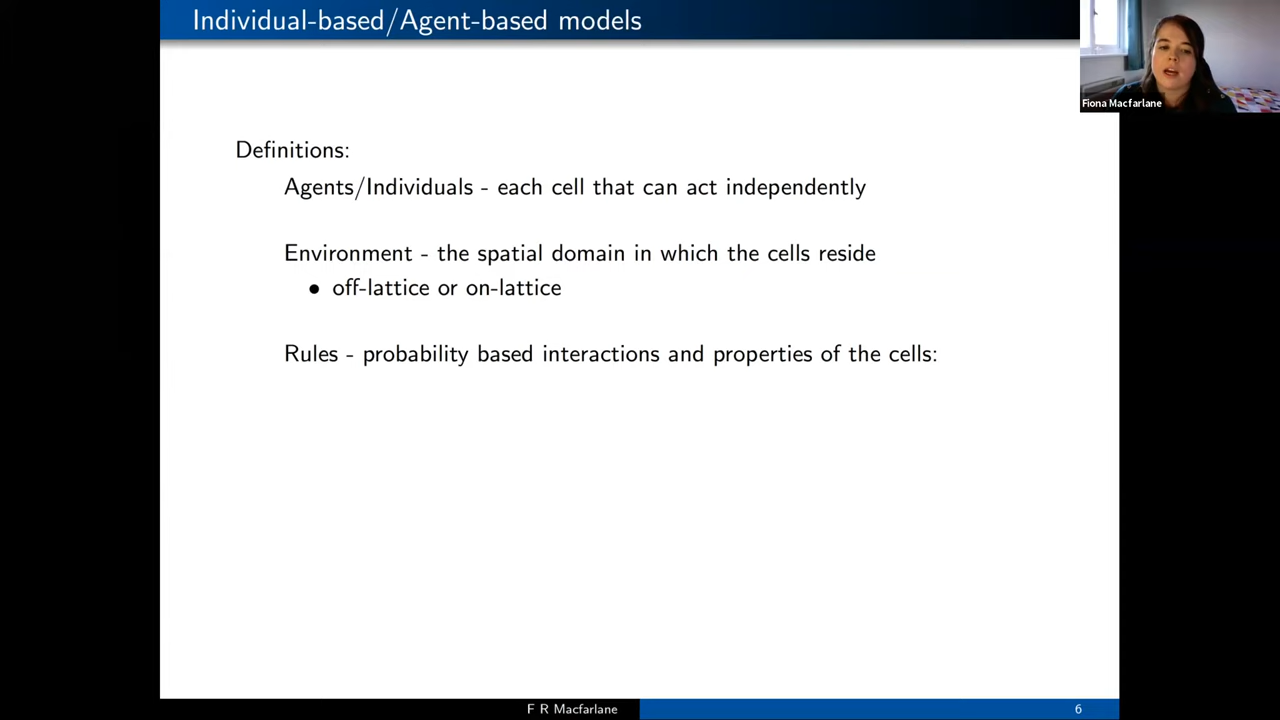 Individual-based/Agent-based models
Fiona Macfarlane
Definitions:
Agents/Individuals - each cell that can act independently
Environment - the spatial domain in which the cells reside
• off-lattice or on-lattice
Rules - probability based interactions and properties of the cells:
F R Macfarlane
6